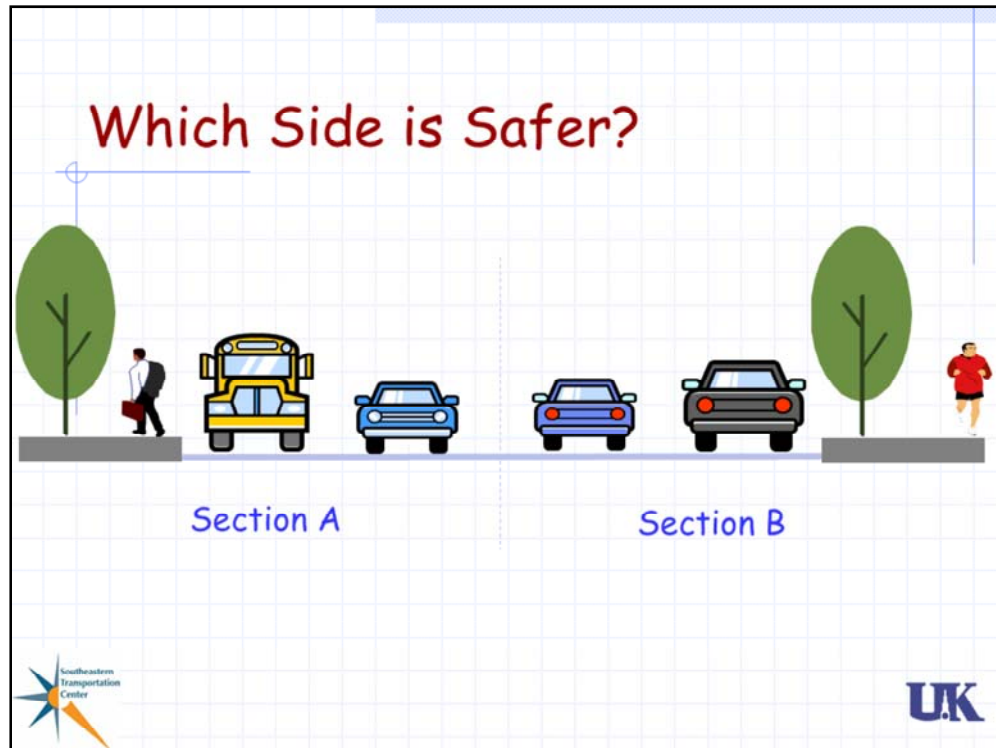 Which Side is Safer?
Section A
Section B
Southeastern
Transportation
Center
UK